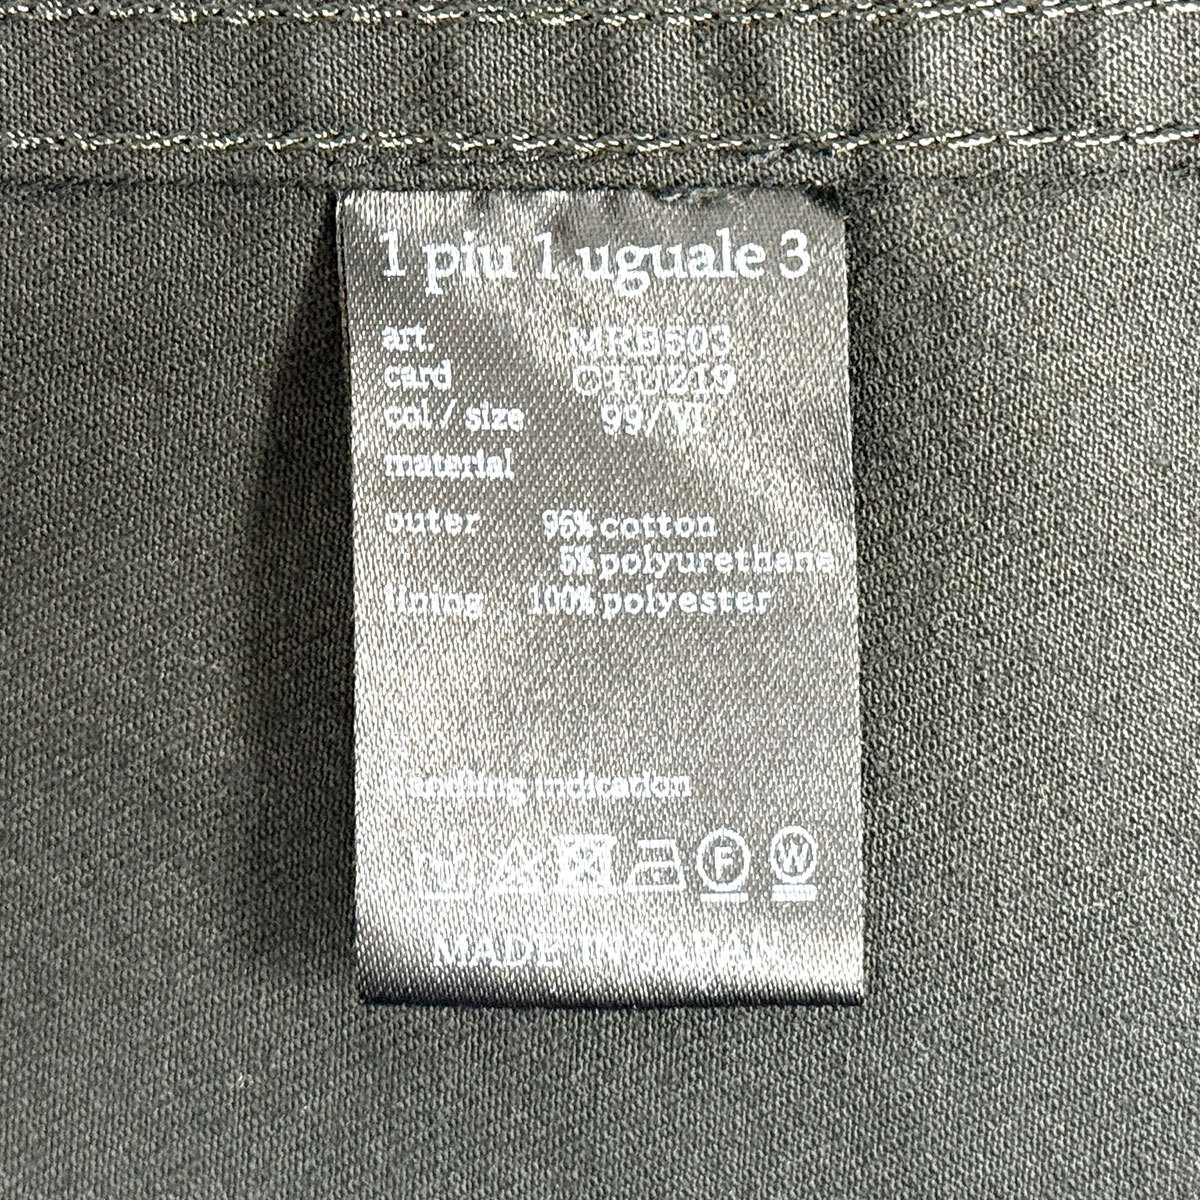 1 piu 1 uguale 3
art. MRB503
card CTU219
col / size 99/VI
material
outer 95% cotton
5% polyurethane
lining 100% polyester
handling indication
F W
MADE IN JAPAN